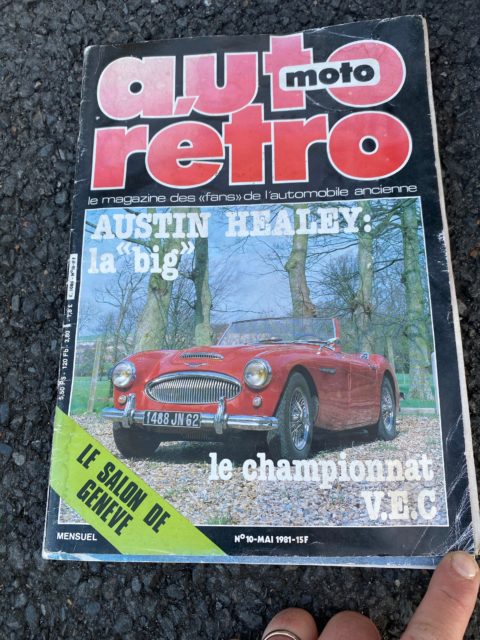 auto
moto
retro
le magazine des «fans» de l'automobile ancienne
AUSTIN HEALEY:
la "big"
1488 JN 62
le championnat
V.E.C
LE SALON DE
GENEVE
MENSUEL
N°10-MAI 1981-15F